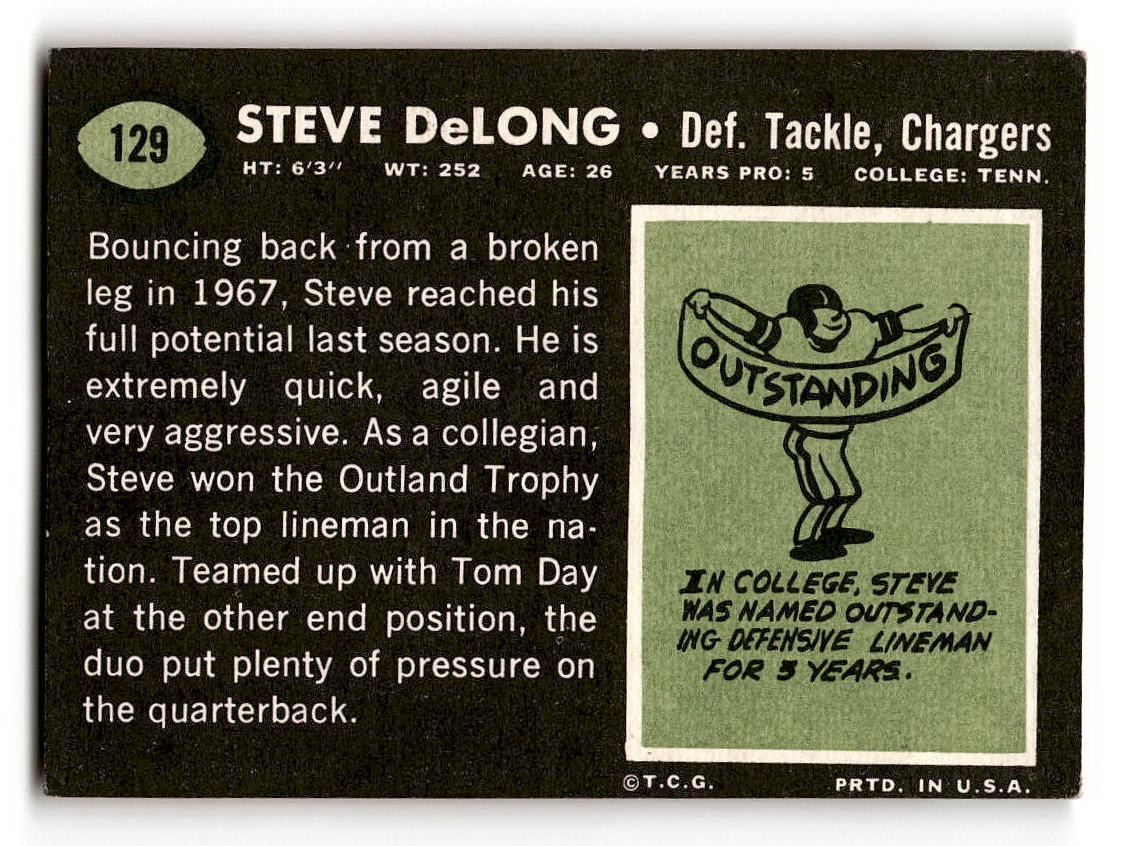 129
STEVE DeLONG • Def. Tackle, Chargers
HT: 6'3" WT: 252 AGE: 26 YEARS PRO: 5 COLLEGE: TENN.
Bouncing back from a broken
leg in 1967, Steve reached his
full potential last season. He is
extremely quick, agile and
very aggressive. As a collegian,
Steve won the Outland Trophy
as the top lineman in the na-
tion. Teamed up with Tom Day
at the other end position, the
duo put plenty of pressure on
the quarterback.
OUTSTANDING
IN COLLEGE, STEVE
WAS NAMED OUTSTAND-
ING DEFENSIVE LINEMAN
FOR 3 YEARS.
©T.C.G. PRTD. IN U.S.A.